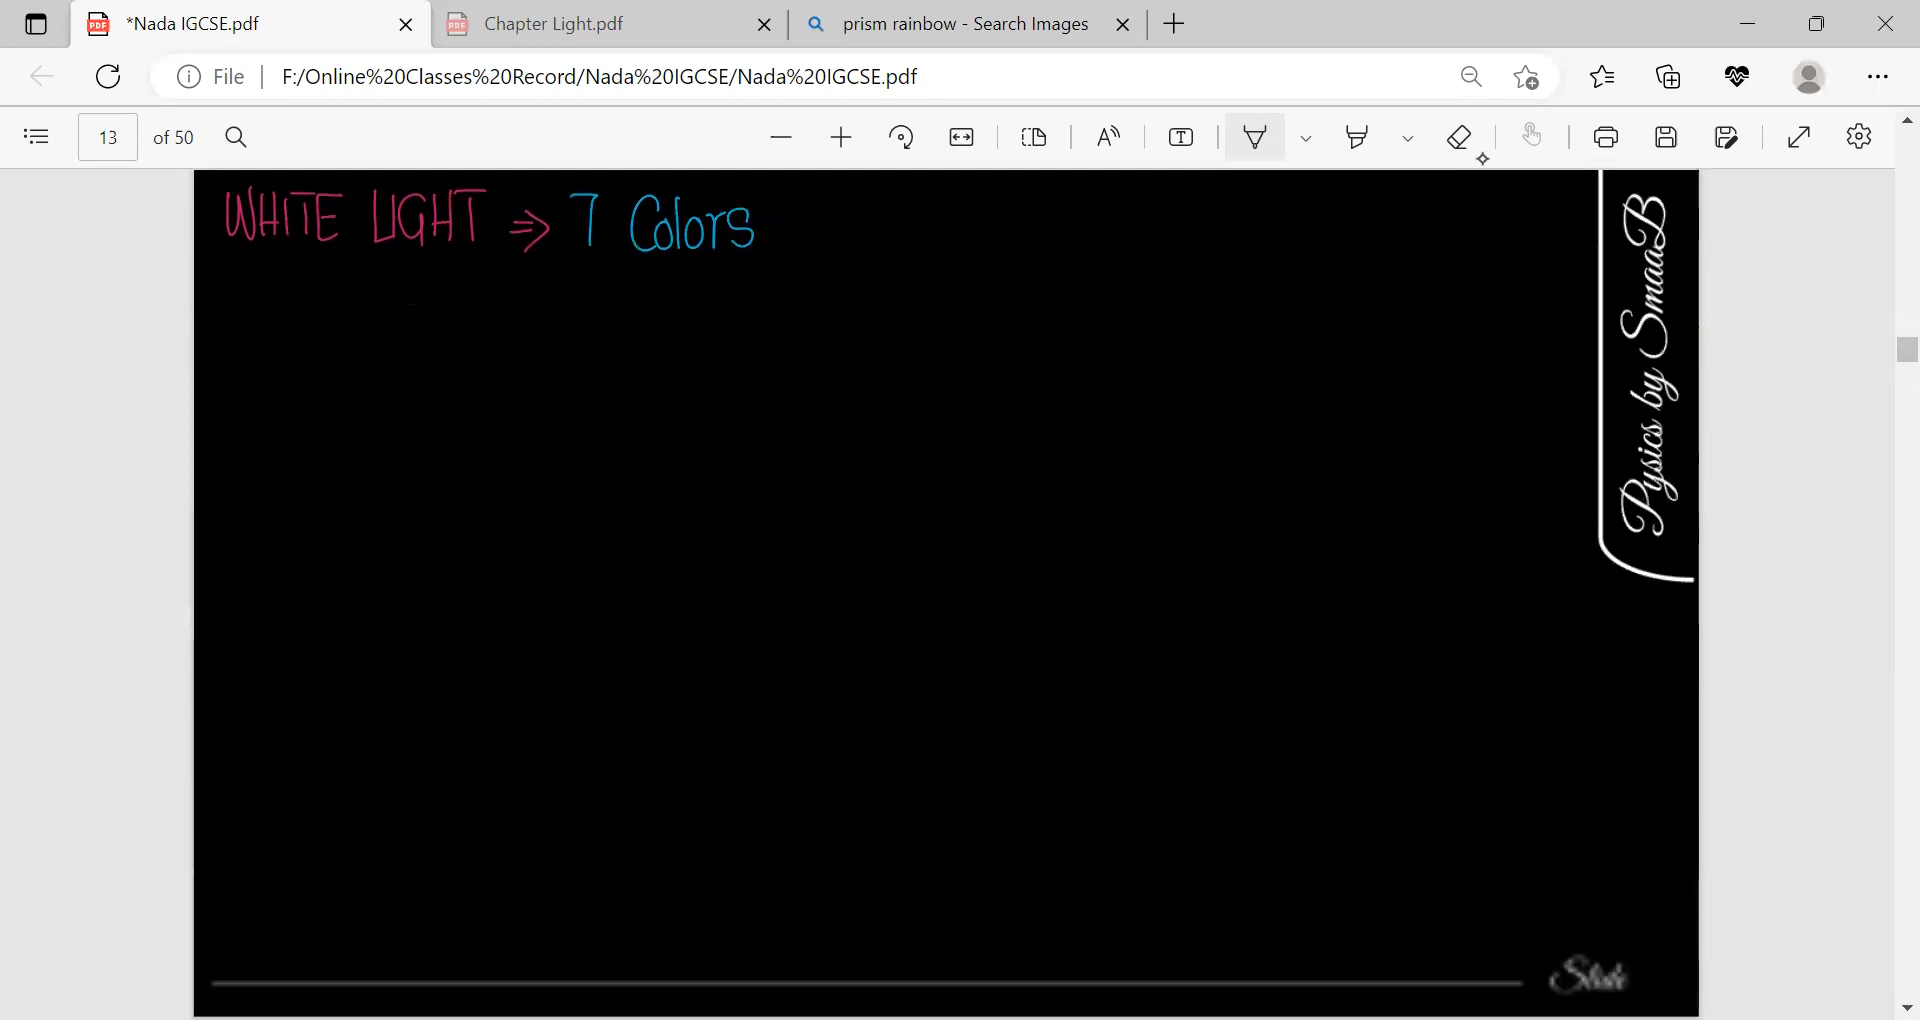 *Nada IGCSE.pdf
Chapter Light.pdf
prism rainbow - Search Images
File
F:/Online%20Classes%20Record/Nada%20IGCSE/Nada%20IGCSE.pdf
13 of 50
WHITE LIGHT ⇒ 7 Colors
Pysics by SmaaB
Slide